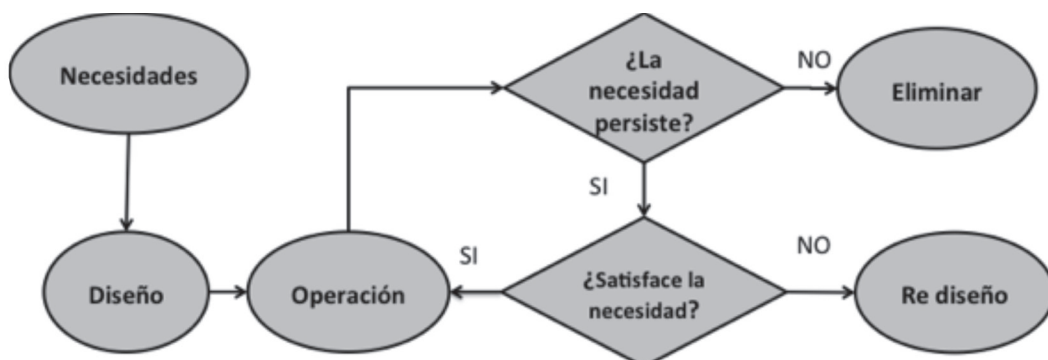 Necesidades
¿La
necesidad
persiste?
NO
Eliminar
SI
Diseño
Operación
SI
¿Satisface la
necesidad?
NO
Re diseño